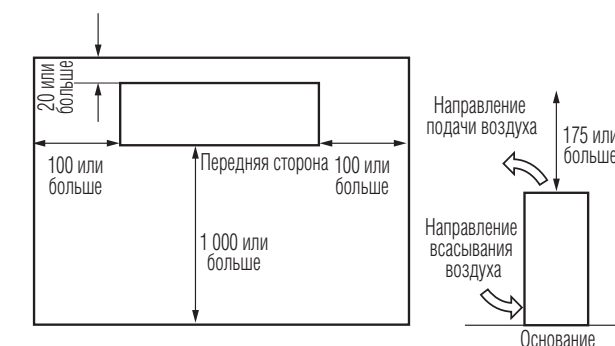 20 или
больше
100 или
больше
Передняя сторона
100 или
больше
1 000 или
больше
Направление
подачи воздуха
175 или
больше
Направление
всасывания
воздуха
Основание